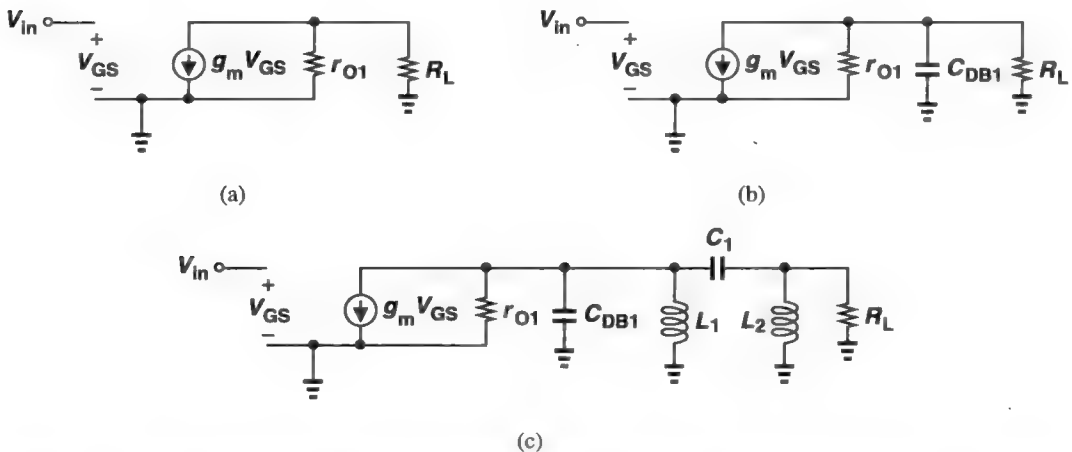 V_in
+
V_GS
−
g_m V_GS
r_O1
R_L
(a)
V_in
+
V_GS
−
g_m V_GS
r_O1
C_DB1
R_L
(b)
V_in
+
V_GS
−
g_m V_GS
r_O1
C_DB1
L_1
C_1
L_2
R_L
(c)